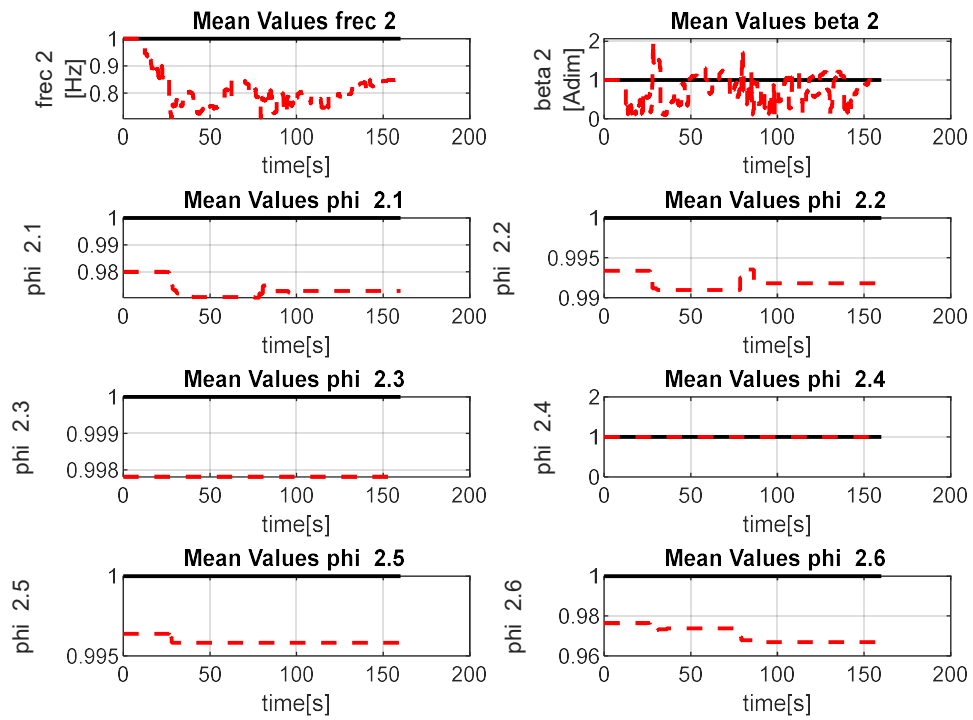 Mean Values frec 2
frec 2
[Hz]
1
0.9
0.8
0 50 100 150 200
time[s]
Mean Values beta 2
beta 2
[Adim]
2
1
0
0 50 100 150 200
time[s]
Mean Values phi  2.1
phi  2.1
1
0.99
0.98
0 50 100 150 200
time[s]
Mean Values phi  2.2
phi  2.2
1
0.995
0.99
0 50 100 150 200
time[s]
Mean Values phi  2.3
phi  2.3
1
0.999
0.998
0 50 100 150 200
time[s]
Mean Values phi  2.4
phi  2.4
2
1
0
0 50 100 150 200
time[s]
Mean Values phi  2.5
phi  2.5
1
0.995
0 50 100 150 200
time[s]
Mean Values phi  2.6
phi  2.6
1
0.98
0.96
0 50 100 150 200
time[s]